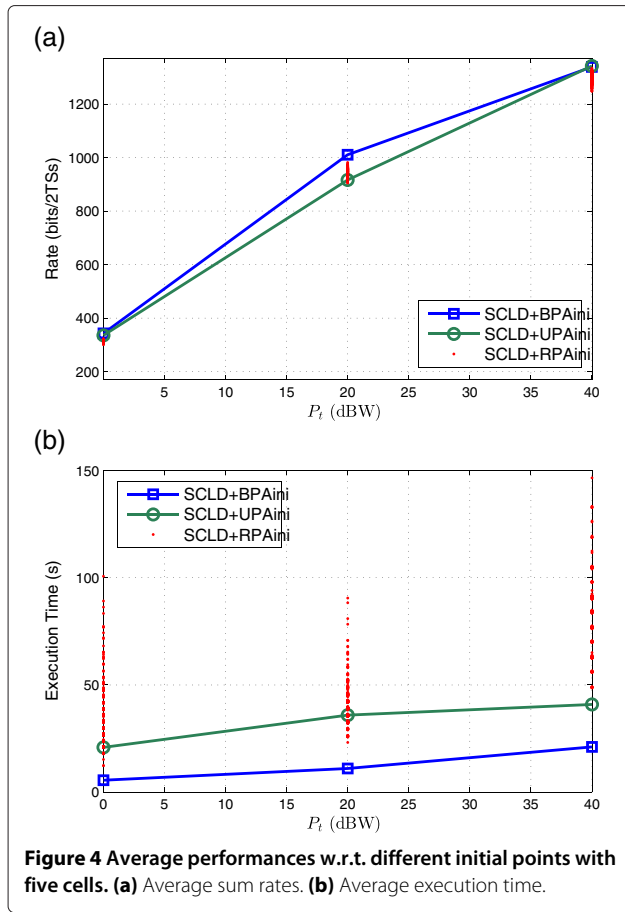 (a)
1200
1000
800
600
400
200
Rate (bits/2TSs)
SCLD+BPAini
SCLD+UPAini
SCLD+RPAini
5 10 15 20 25 30 35 40
P_t (dBW)
(b)
150
100
50
0
Execution Time (s)
SCLD+BPAini
SCLD+UPAini
SCLD+RPAini
0 5 10 15 20 25 30 35 40
P_t (dBW)
Figure 4 Average performances w.r.t. different initial points with
five cells. (a) Average sum rates. (b) Average execution time.